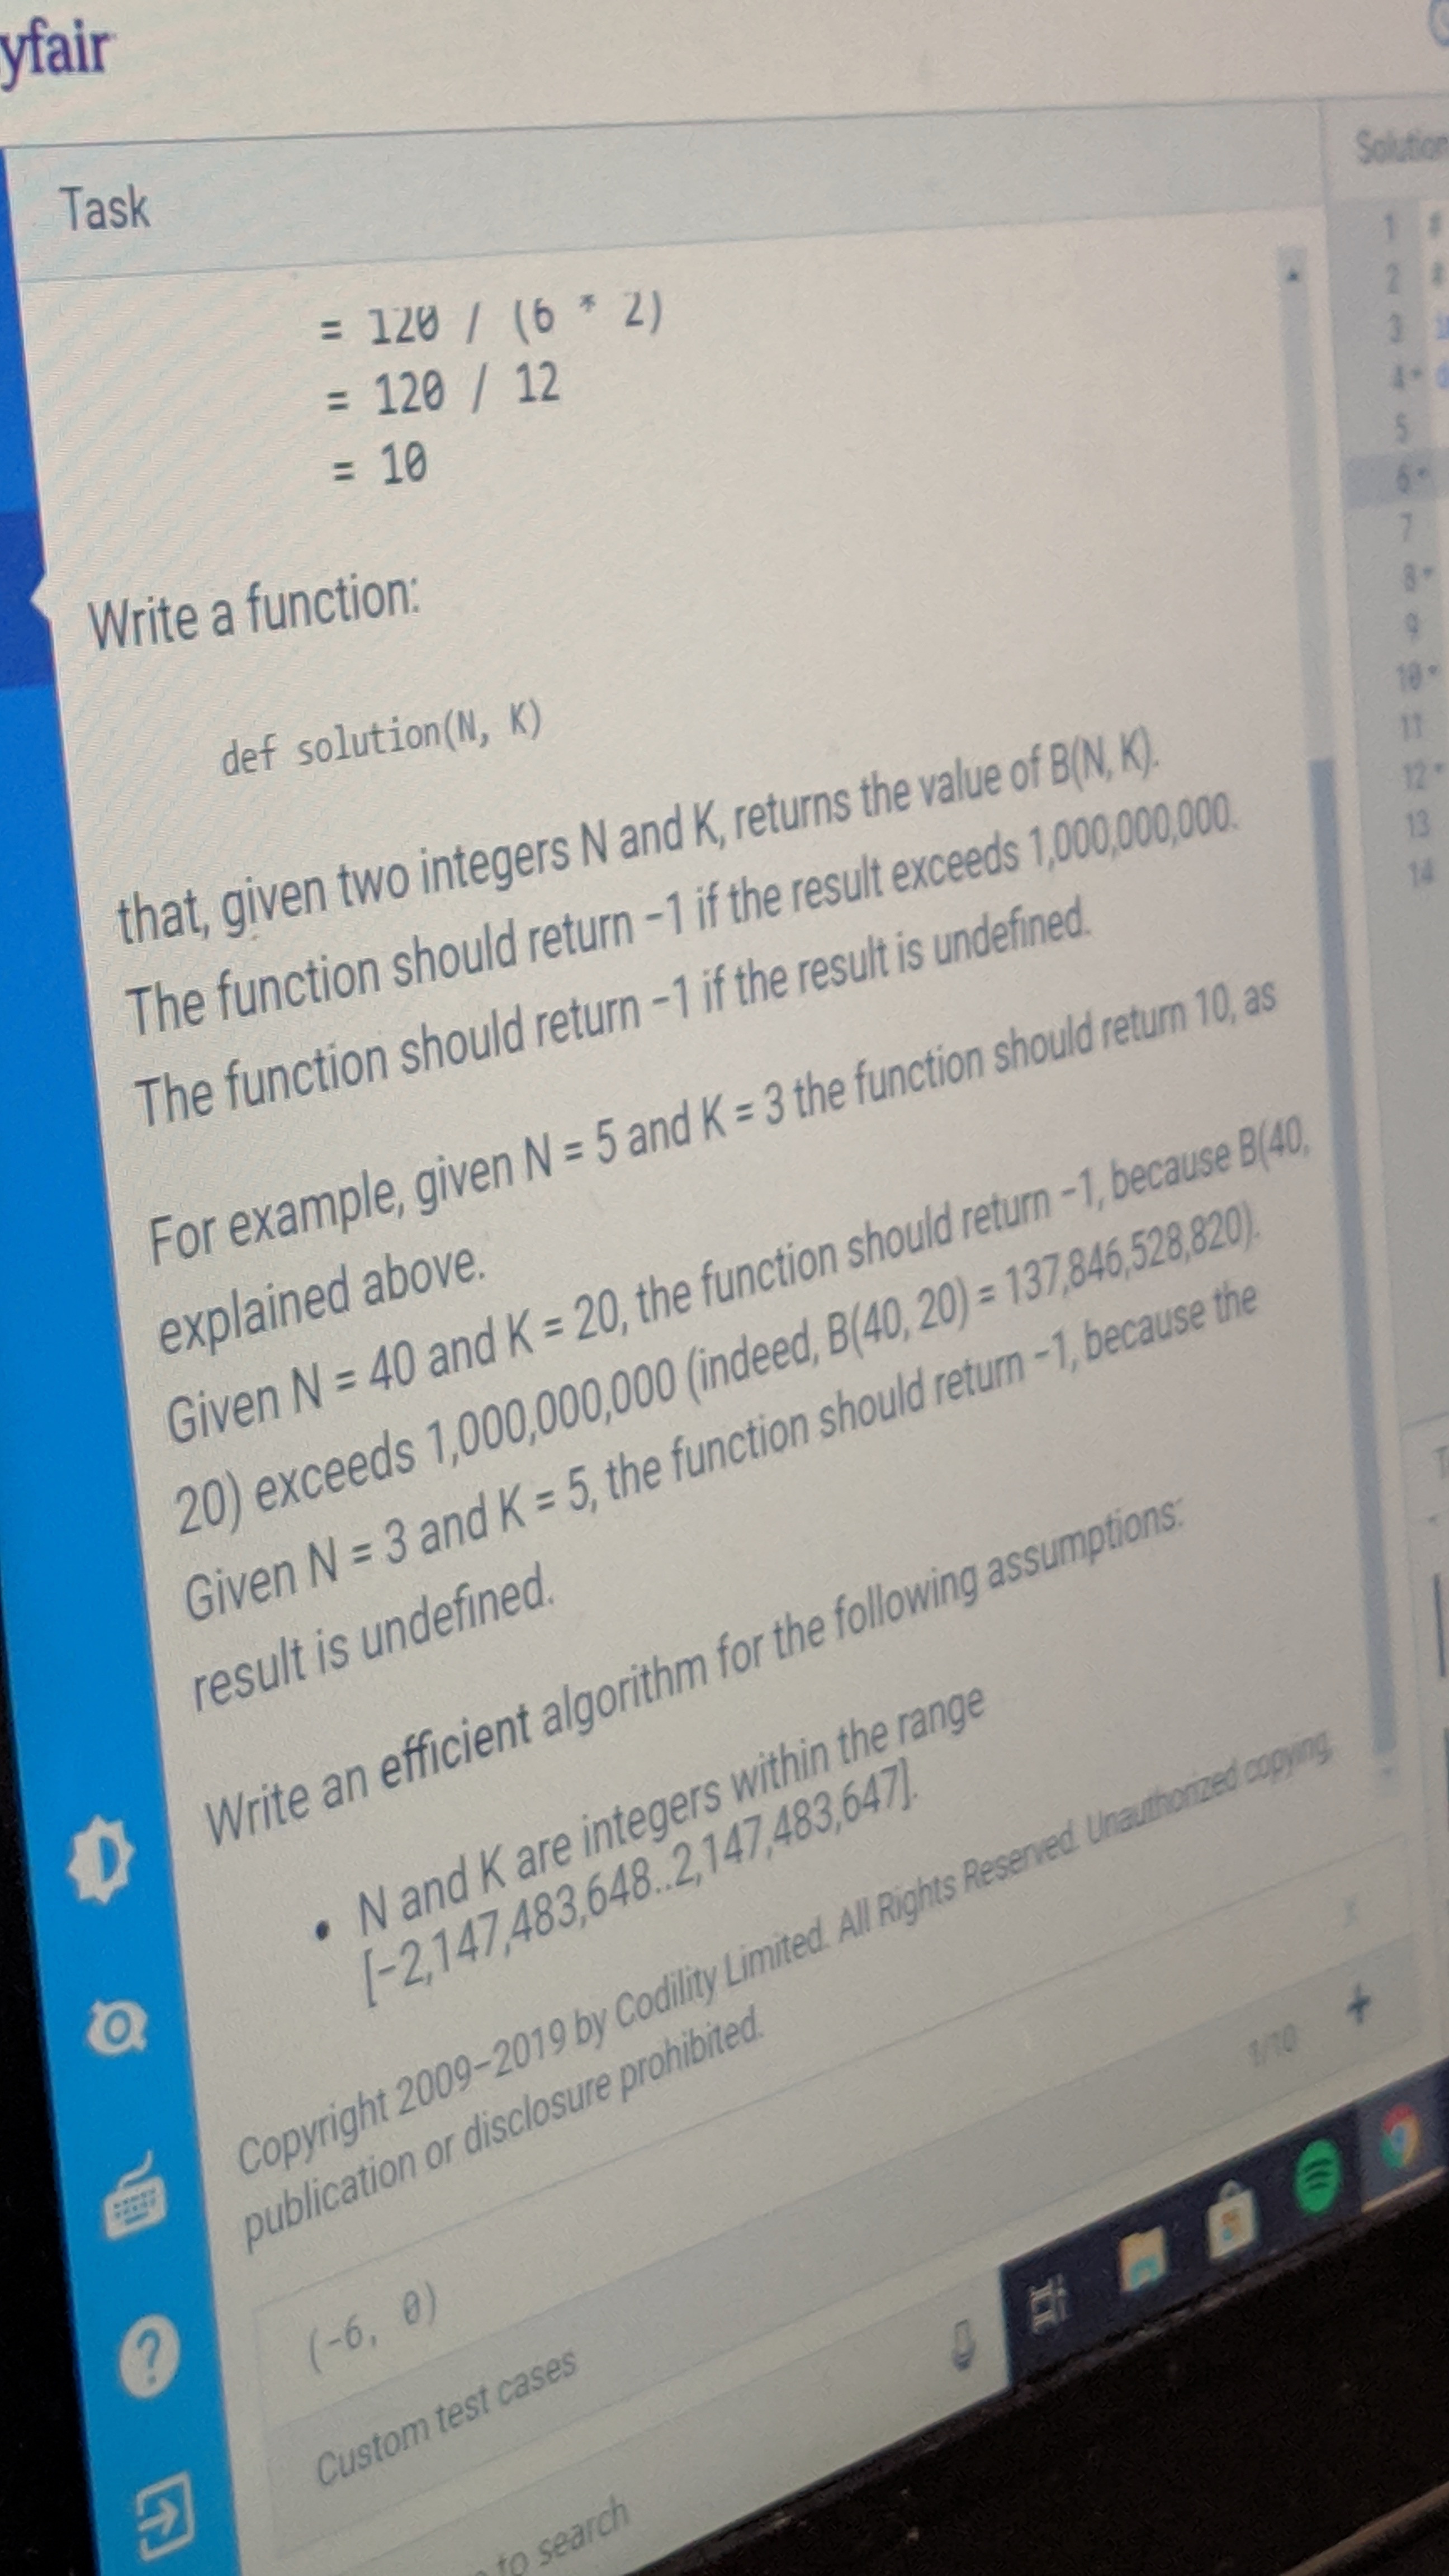 yfair
Task
Solution
= 120 / (6 * 2)
= 120 / 12
= 10
Write a function:
def solution(N, K)
that, given two integers N and K, returns the value of B(N, K).
The function should return −1 if the result exceeds 1,000,000,000.
The function should return −1 if the result is undefined.
For example, given N = 5 and K = 3 the function should return 10, as
explained above.
Given N = 40 and K = 20, the function should return −1, because B(40,
20) exceeds 1,000,000,000 (indeed, B(40, 20) = 137,846,528,820).
Given N = 3 and K = 5, the function should return −1, because the
result is undefined.
Write an efficient algorithm for the following assumptions:
• N and K are integers within the range
[−2,147,483,648..2,147,483,647].
Copyright 2009–2019 by Codility Limited. All Rights Reserved. Unauthorized copying,
publication or disclosure prohibited.
(-6, 0)
Custom test cases
1/10
to search
1
2
3
4
5
6
7
8
9
10
11
12
13
14